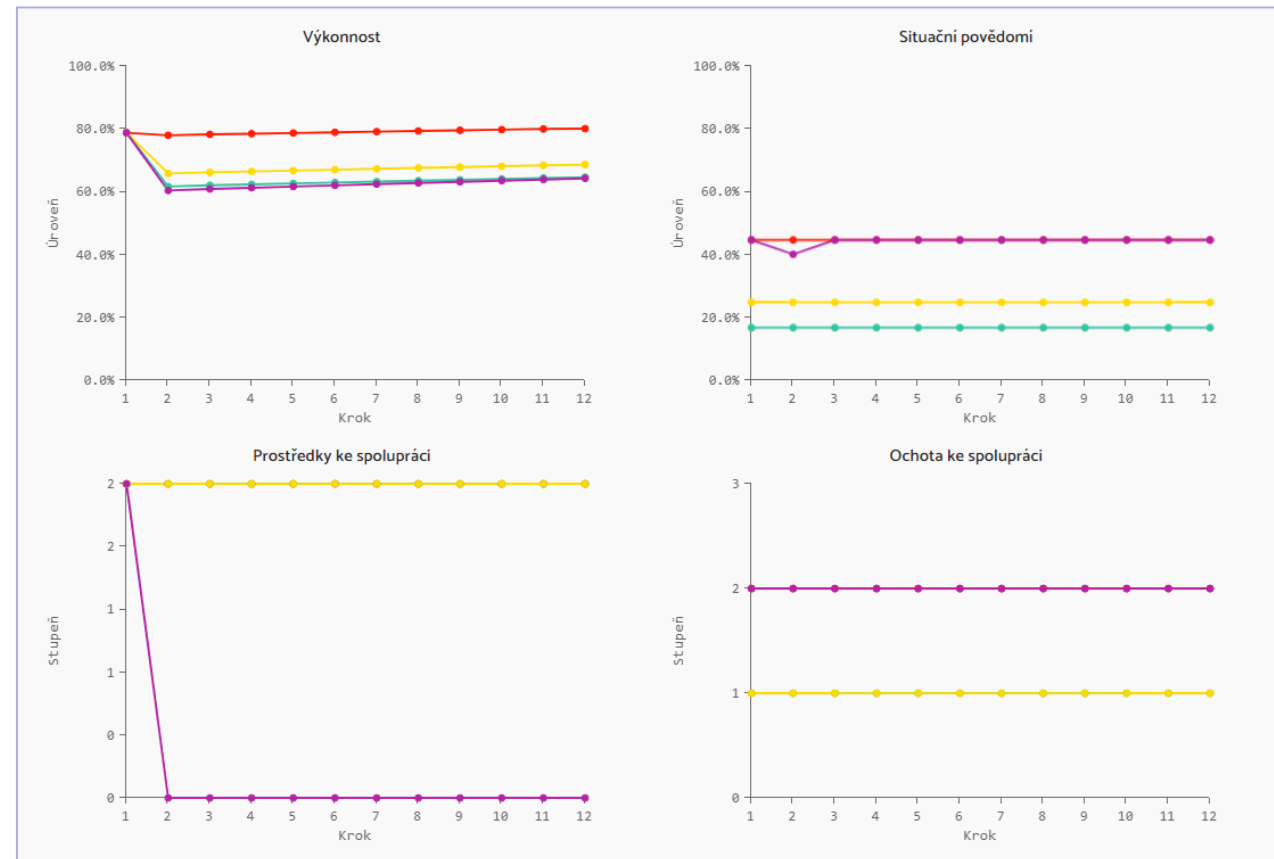 Výkonnost
100.0%
80.0%
60.0%
40.0%
20.0%
0.0%
Úroveň
1 2 3 4 5 6 7 8 9 10 11 12
Krok
Situační povědomí
100.0%
80.0%
60.0%
40.0%
20.0%
0.0%
Úroveň
1 2 3 4 5 6 7 8 9 10 11 12
Krok
Prostředky ke spolupráci
2
2
1
1
0
0
Stupeň
1 2 3 4 5 6 7 8 9 10 11 12
Krok
Ochota ke spolupráci
3
2
1
0
Stupeň
1 2 3 4 5 6 7 8 9 10 11 12
Krok